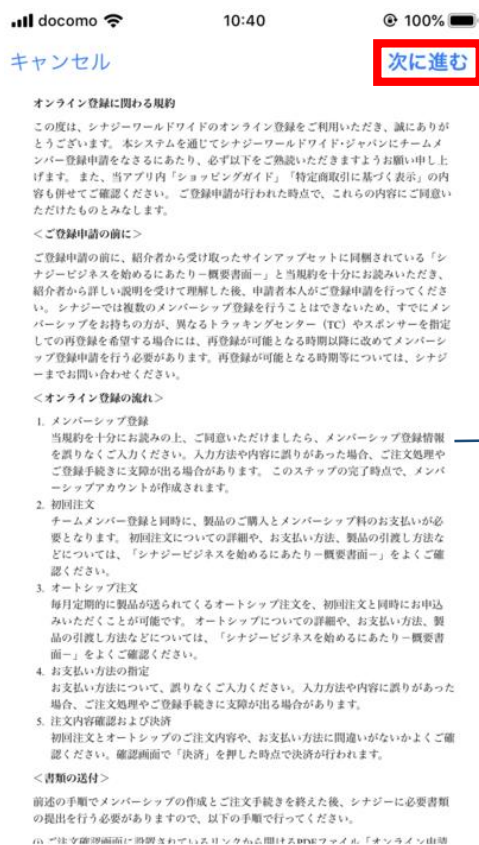 docomo 10:40 100%
キャンセル 次に進む
オンライン登録に関わる規約
この度は、シナジーワールドワイドのオンライン登録をご利用いただき、誠にありが
とうございます。 本システムを通じてシナジーワールドワイド・ジャパンにチームメ
ンバー登録申請をなさるにあたり、必ず以下をご熟読いただきますようお願い申し上
げます。 また、当アプリ内「ショッピングガイド」「特定商取引に基づく表示」の内
容も併せてご確認ください。 ご登録申請が行われた時点で、これらの内容にご同意い
ただけたものとみなします。
＜ご登録申請の前に＞
ご登録申請の前に、紹介者から受け取ったサインアップセットに同梱されている「シ
ナジービジネスを始めるにあたり－概要書面－」と当規約を十分にお読みいただき、
紹介者から詳しい説明を受けて理解した後、申請者本人がご登録申請を行ってくださ
い。 シナジーでは複数のメンバーシップ登録を行うことはできないため、すでにメン
バーシップをお持ちの方が、異なるトラッキングセンター（TC）やスポンサーを指定
しての再登録を希望する場合には、再登録が可能となる時期以降に改めてメンバーシ
ップ登録申請を行う必要があります。再登録が可能となる時期等については、シナジ
ーまでお問い合わせください。
＜オンライン登録の流れ＞
1. メンバーシップ登録
当規約を十分にお読みの上、ご同意いただけましたら、メンバーシップ登録情報
を誤りなくご入力ください。入力方法や内容に誤りがあった場合、ご注文処理や
ご登録手続きに支障が出る場合があります。 このステップの完了時点で、メンバ
ーシップアカウントが作成されます。
2. 初回注文
チームメンバー登録と同時に、製品のご購入とメンバーシップ料のお支払いが必
要となります。 初回注文についての詳細や、お支払い方法、製品の引渡し方法な
どについては、「シナジービジネスを始めるにあたり－概要書面－」をよくご確
認ください。
3. オートシップ注文
毎月定期的に製品が送られてくるオートシップ注文を、初回注文と同時にお申込
みいただくことが可能です。 オートシップについての詳細や、お支払い方法、製
品の引渡し方法などについては、「シナジービジネスを始めるにあたり－概要書
面－」をよくご確認ください。
4. お支払い方法の指定
お支払い方法について、誤りなくご入力ください。入力方法や内容に誤りがあった
場合、ご注文処理やご登録手続きに支障が出る場合があります。
5. 注文内容確認および決済
初回注文とオートシップのご注文内容や、お支払い方法に間違いがないかよくご確
認ください。確認画面で「決済」を押した時点で決済が行われます。
＜書類の送付＞
前述の手順でメンバーシップの作成とご注文手続きを終えた後、シナジーに必要書類
の提出を行う必要がありますので、以下の手順で行ってください。
ご注文確認画面に設置されているリンクから開けるPDFファイル「オンライン申請